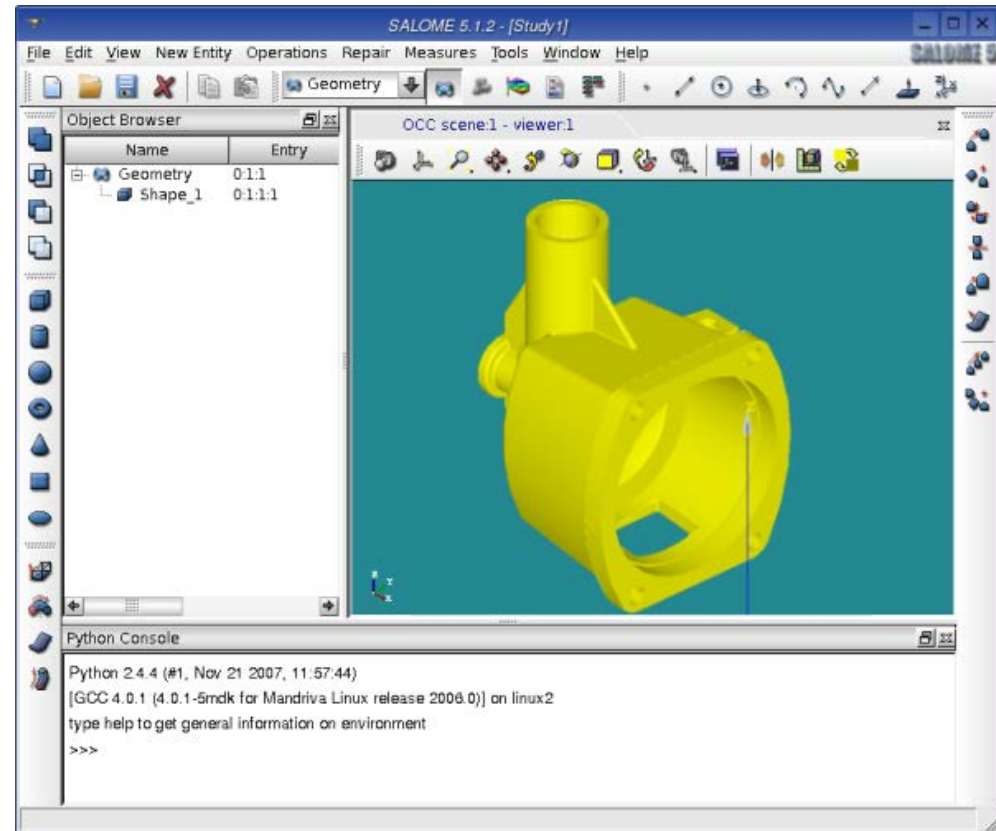 SALOME 5.1.2 - [Study1]
File Edit View New Entity Operations Repair Measures Tools Window Help
SALOME 5
Geometry
Object Browser
OCC scene:1 - viewer:1
Name Entry
Geometry 0:1:1
Shape_1 0:1:1:1
Python Console
Python 2.4.4 (#1, Nov 21 2007, 11:57:44)
[GCC 4.0.1 (4.0.1-5mdk for Mandriva Linux release 2006.0)] on linux2
type help to get general information on environment
>>>